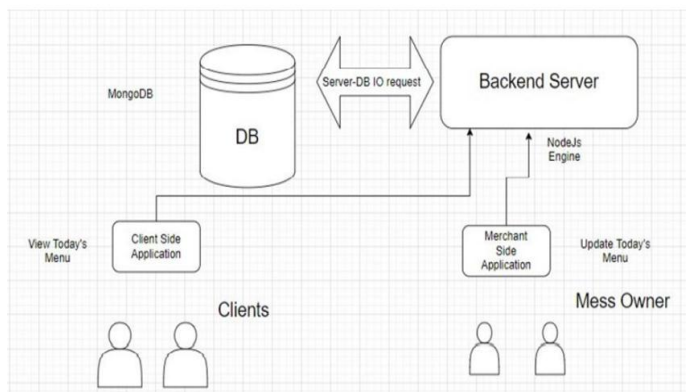 MongoDB
DB
Server-DB IO request
Backend Server
NodeJs
Engine
View Today's
Menu
Client Side
Application
Merchant
Side
Application
Update Today's
Menu
Clients
Mess Owner